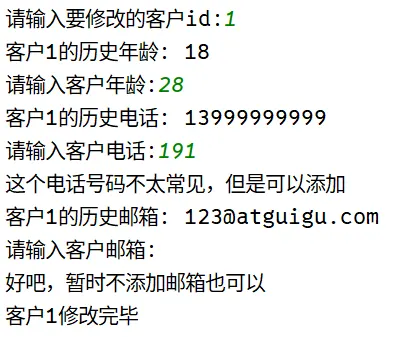 请输入要修改的客户id:1
客户1的历史年龄: 18
请输入客户年龄:28
客户1的历史电话: 13999999999
请输入客户电话:191
这个电话号码不太常见，但是可以添加
客户1的历史邮箱: 123@atguigu.com
请输入客户邮箱:
好吧，暂时不添加邮箱也可以
客户1修改完毕